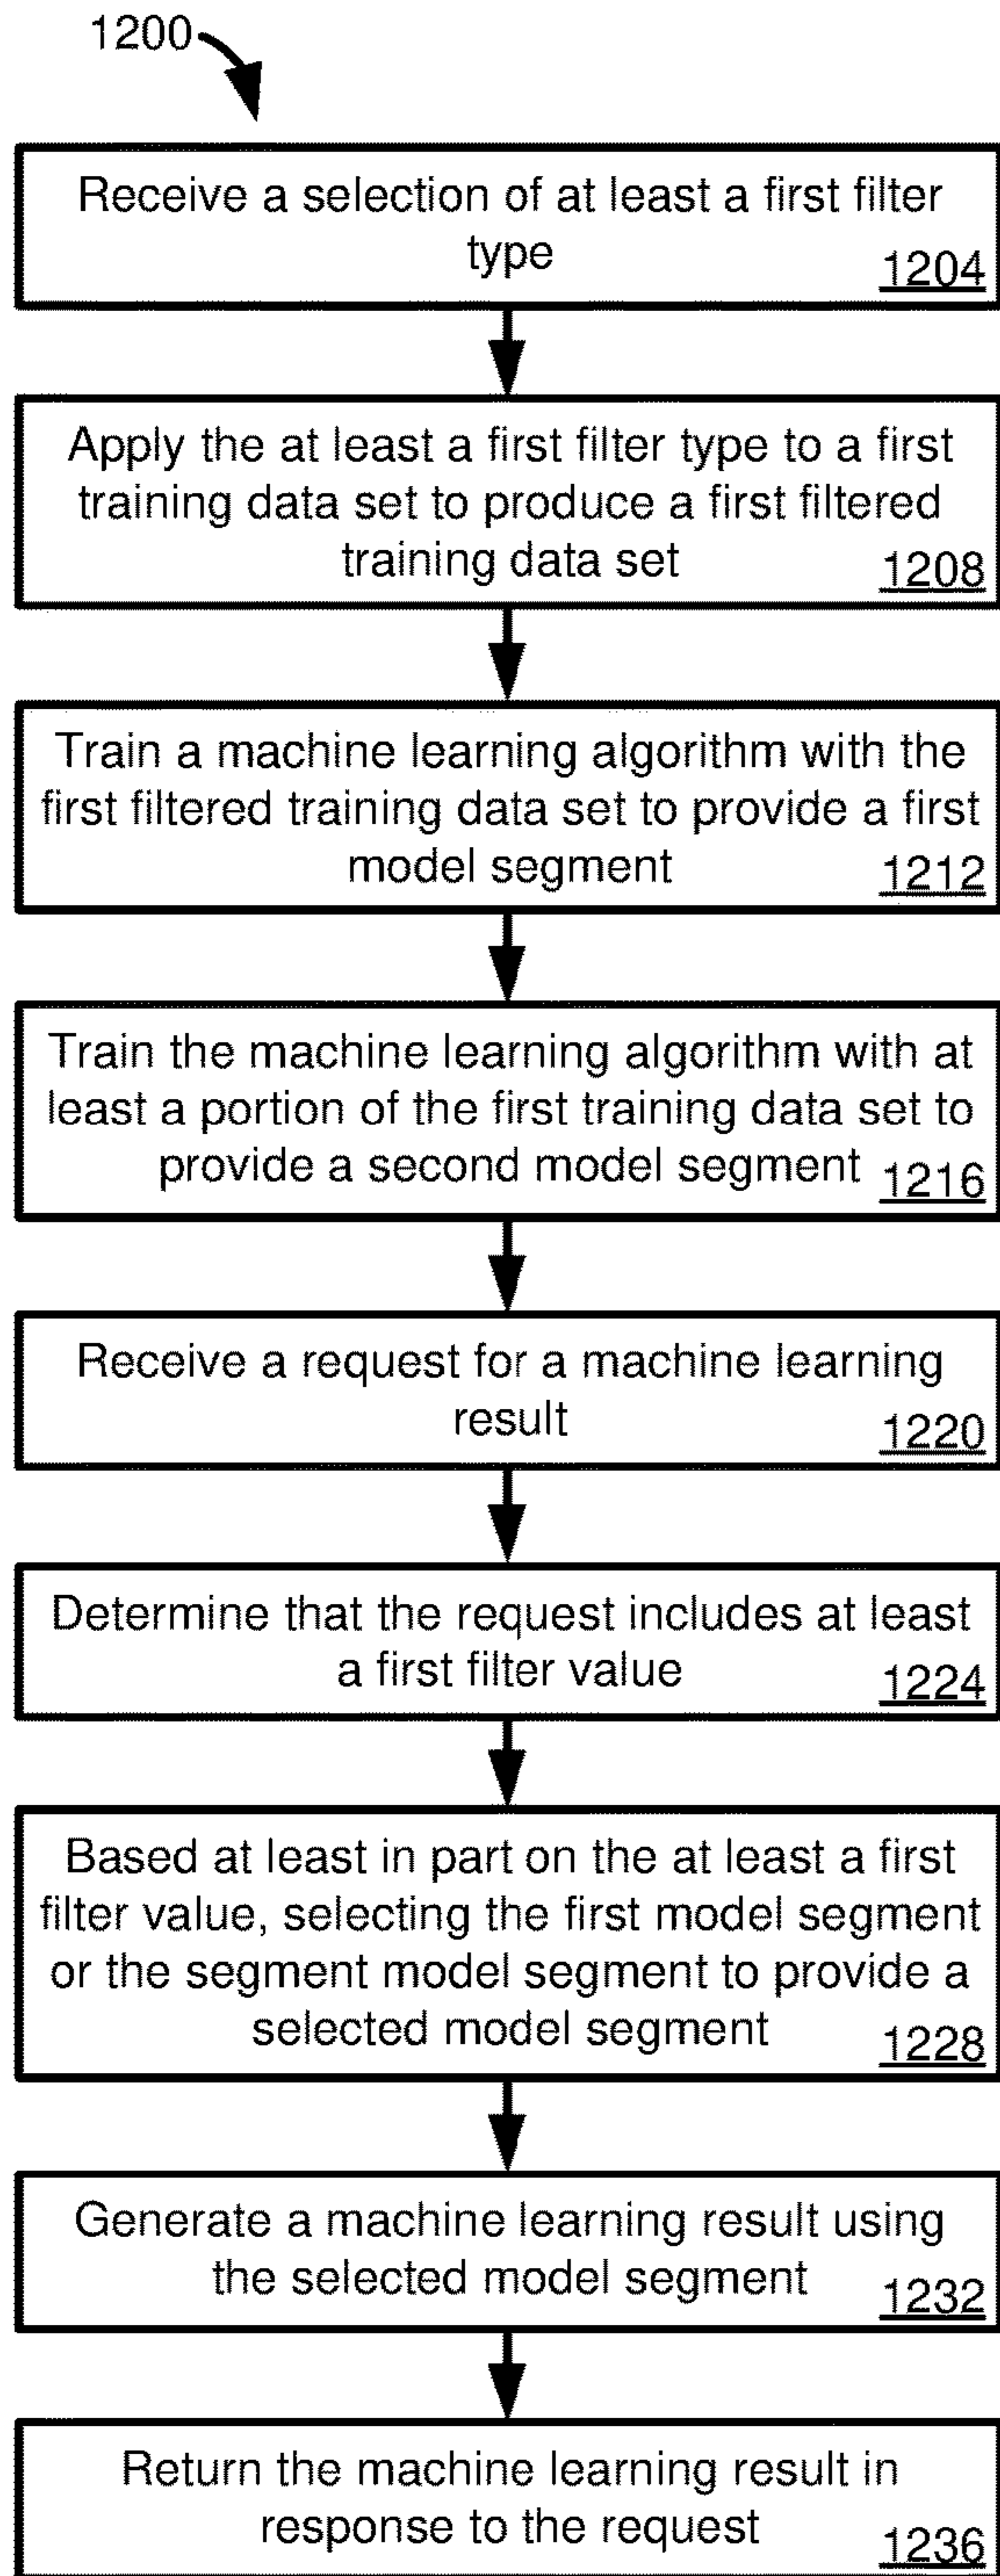 1200
Receive a selection of at least a first filter
type
1204
Apply the at least a first filter type to a first
training data set to produce a first filtered
training data set
1208
Train a machine learning algorithm with the
first filtered training data set to provide a first
model segment
1212
Train the machine learning algorithm with at
least a portion of the first training data set to
provide a second model segment
1216
Receive a request for a machine learning
result
1220
Determine that the request includes at least
a first filter value
1224
Based at least in part on the at least a first
filter value, selecting the first model segment
or the segment model segment to provide a
selected model segment
1228
Generate a machine learning result using
the selected model segment
1232
Return the machine learning result in
response to the request
1236